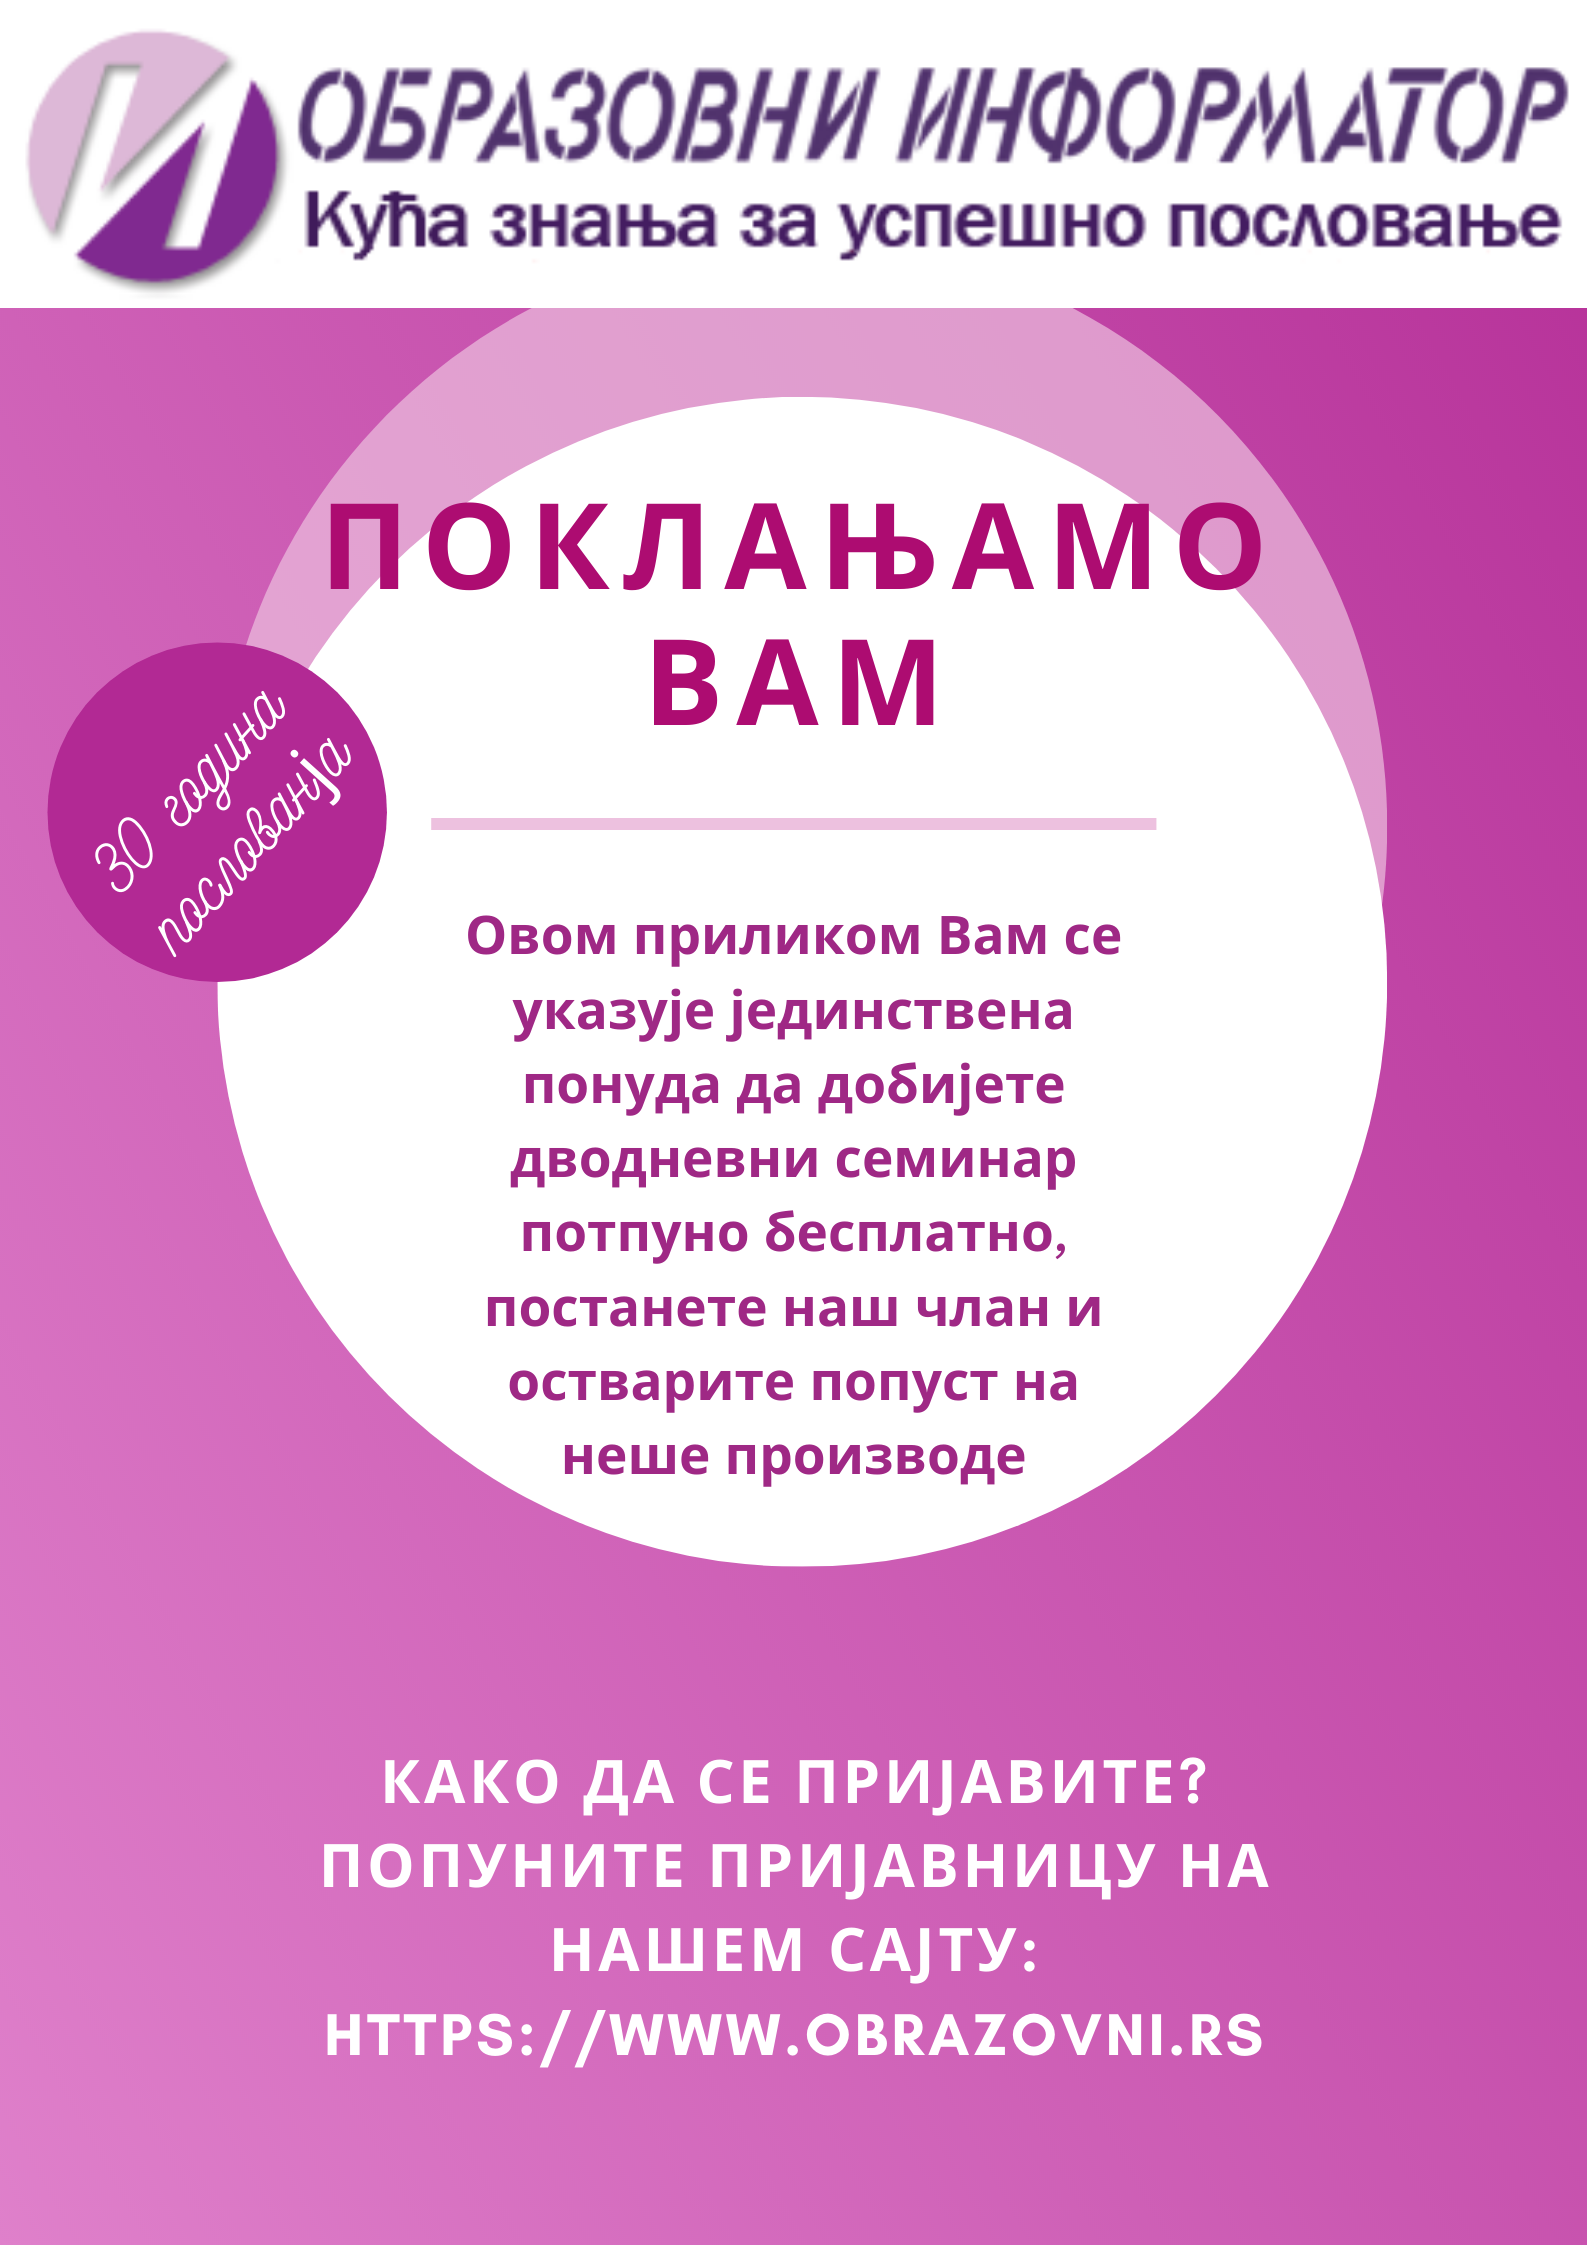 ОБРАЗОВНИ ИНФОРМАТОР
Кућа знања за успешно пословање
ПОКЛАЊАМО
ВАМ
30 година
послованја
Овом приликом Вам се
указује јединствена
понуда да добијете
дводневни семинар
потпуно бесплатно,
постанете наш члан и
остварите попуст на
неше производе
КАКО ДА СЕ ПРИЈАВИТЕ?
ПОПУНИТЕ ПРИЈАВНИЦУ НА
НАШЕМ САЈТУ:
HTTPS://WWW.OBRAZOVNI.RS